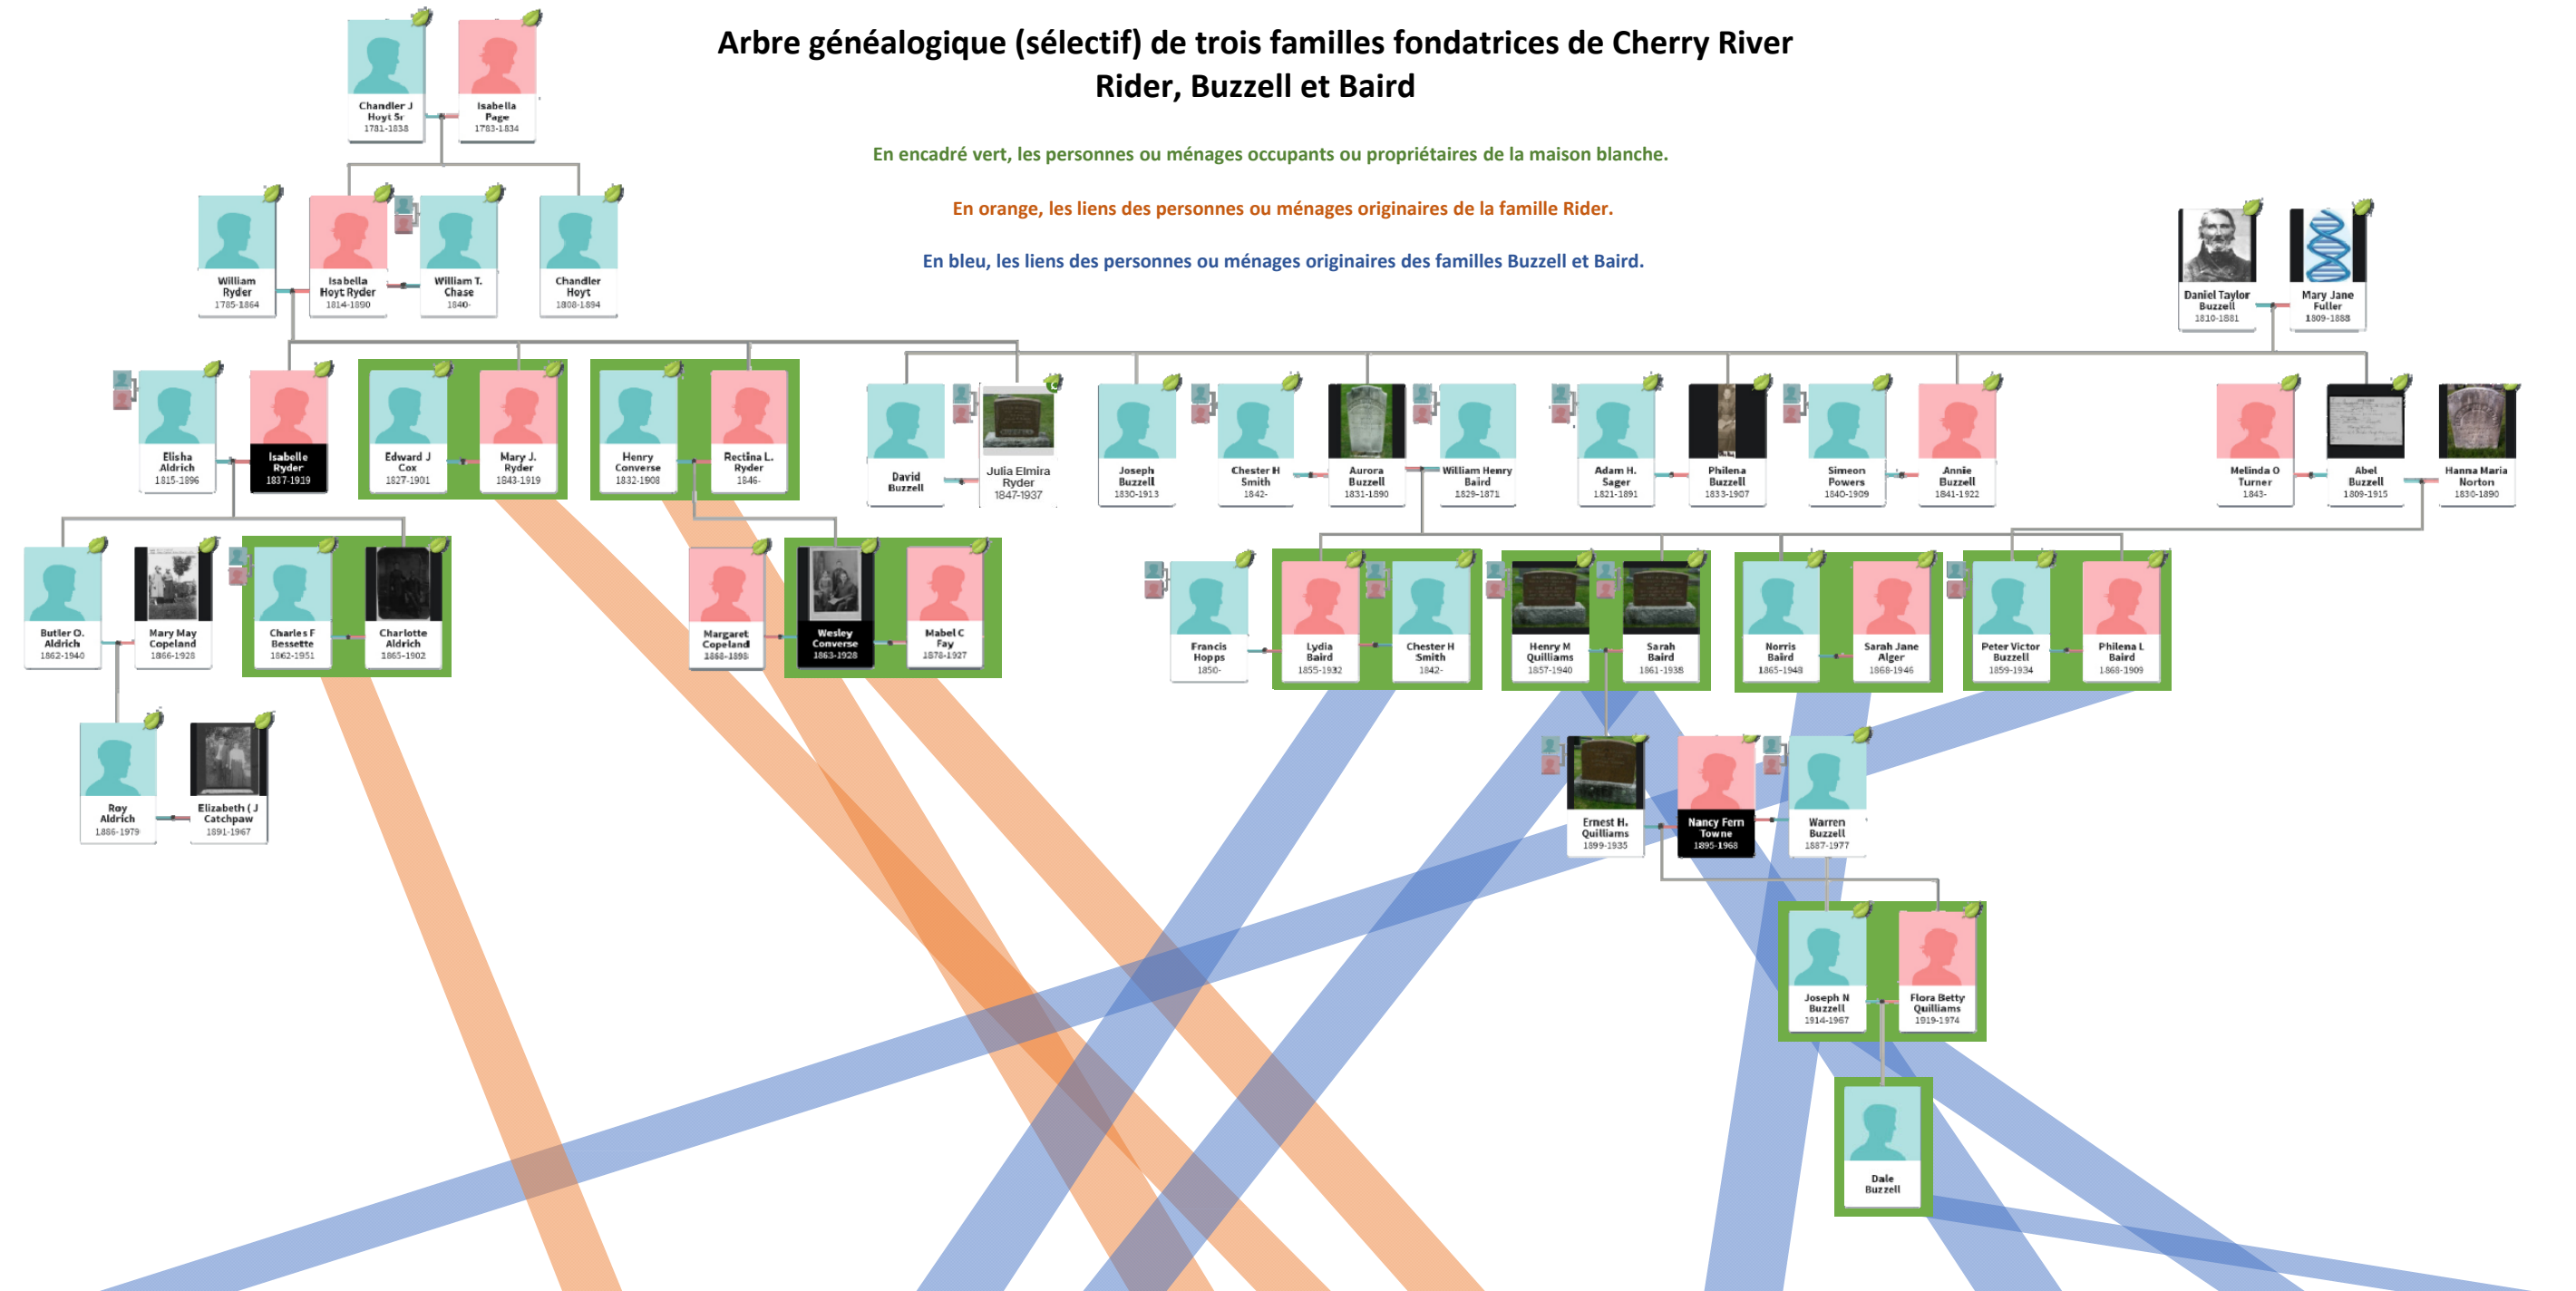 Arbre généalogique (sélectif) de trois familles fondatrices de Cherry River
Rider, Buzzell et Baird
En encadré vert, les personnes ou ménages occupants ou propriétaires de la maison blanche.
En orange, les liens des personnes ou ménages originaires de la famille Rider.
En bleu, les liens des personnes ou ménages originaires des familles Buzzell et Baird.
Chandler J
Hoyt Sr
1781-1838
Isabella
Page
1783-1834
William
Ryder
1785-1864
Isabella
Hoyt Ryder
1814-1890
William T.
Chase
1840-
Chandler
Hoyt
1808-1894
Daniel Taylor
Buzzell
1810-1881
Mary Jane
Fuller
1809-1888
Elisha
Aldrich
1815-1896
Isabelle
Ryder
1837-1919
Edward J
Cox
1827-1901
Mary J.
Ryder
1843-1919
Henry
Converse
1832-1908
Rectina L.
Ryder
1846-
David
Buzzell
Julia Elmira
Ryder
1847-1937
Joseph
Buzzell
1830-1913
Chester H
Smith
1842-
Aurora
Buzzell
1831-1890
William Henry
Baird
1829-1871
Adam H.
Sager
1821-1891
Philena
Buzzell
1833-1907
Simeon
Powers
1840-1909
Annie
Buzzell
1841-1922
Melinda O
Turner
1843-
Abel
Buzzell
1809-1915
Hanna Maria
Norton
1830-1890
Butler O.
Aldrich
1862-1940
Mary May
Copeland
1866-1928
Charles F
Bessette
1862-1951
Charlotte
Aldrich
1865-1902
Margaret
Copeland
1868-1898
Wesley
Converse
1863-1928
Mabel C
Fay
1878-1927
Francis
Hopps
1850-
Lydia
Baird
1855-1932
Chester H
Smith
1842-
Henry M
Quilliams
1857-1940
Sarah
Baird
1861-1938
Norris
Baird
1865-1948
Sarah Jane
Alger
1868-1946
Peter Victor
Buzzell
1859-1934
Philena L
Baird
1868-1909
Roy
Aldrich
1886-1979
Elizabeth ( J
Catchpaw
1891-1967
Ernest H.
Quilliams
1899-1935
Nancy Fern
Towne
1895-1968
Warren
Buzzell
1887-1977
Joseph N
Buzzell
1914-1967
Flora Betty
Quilliams
1919-1974
Dale
Buzzell